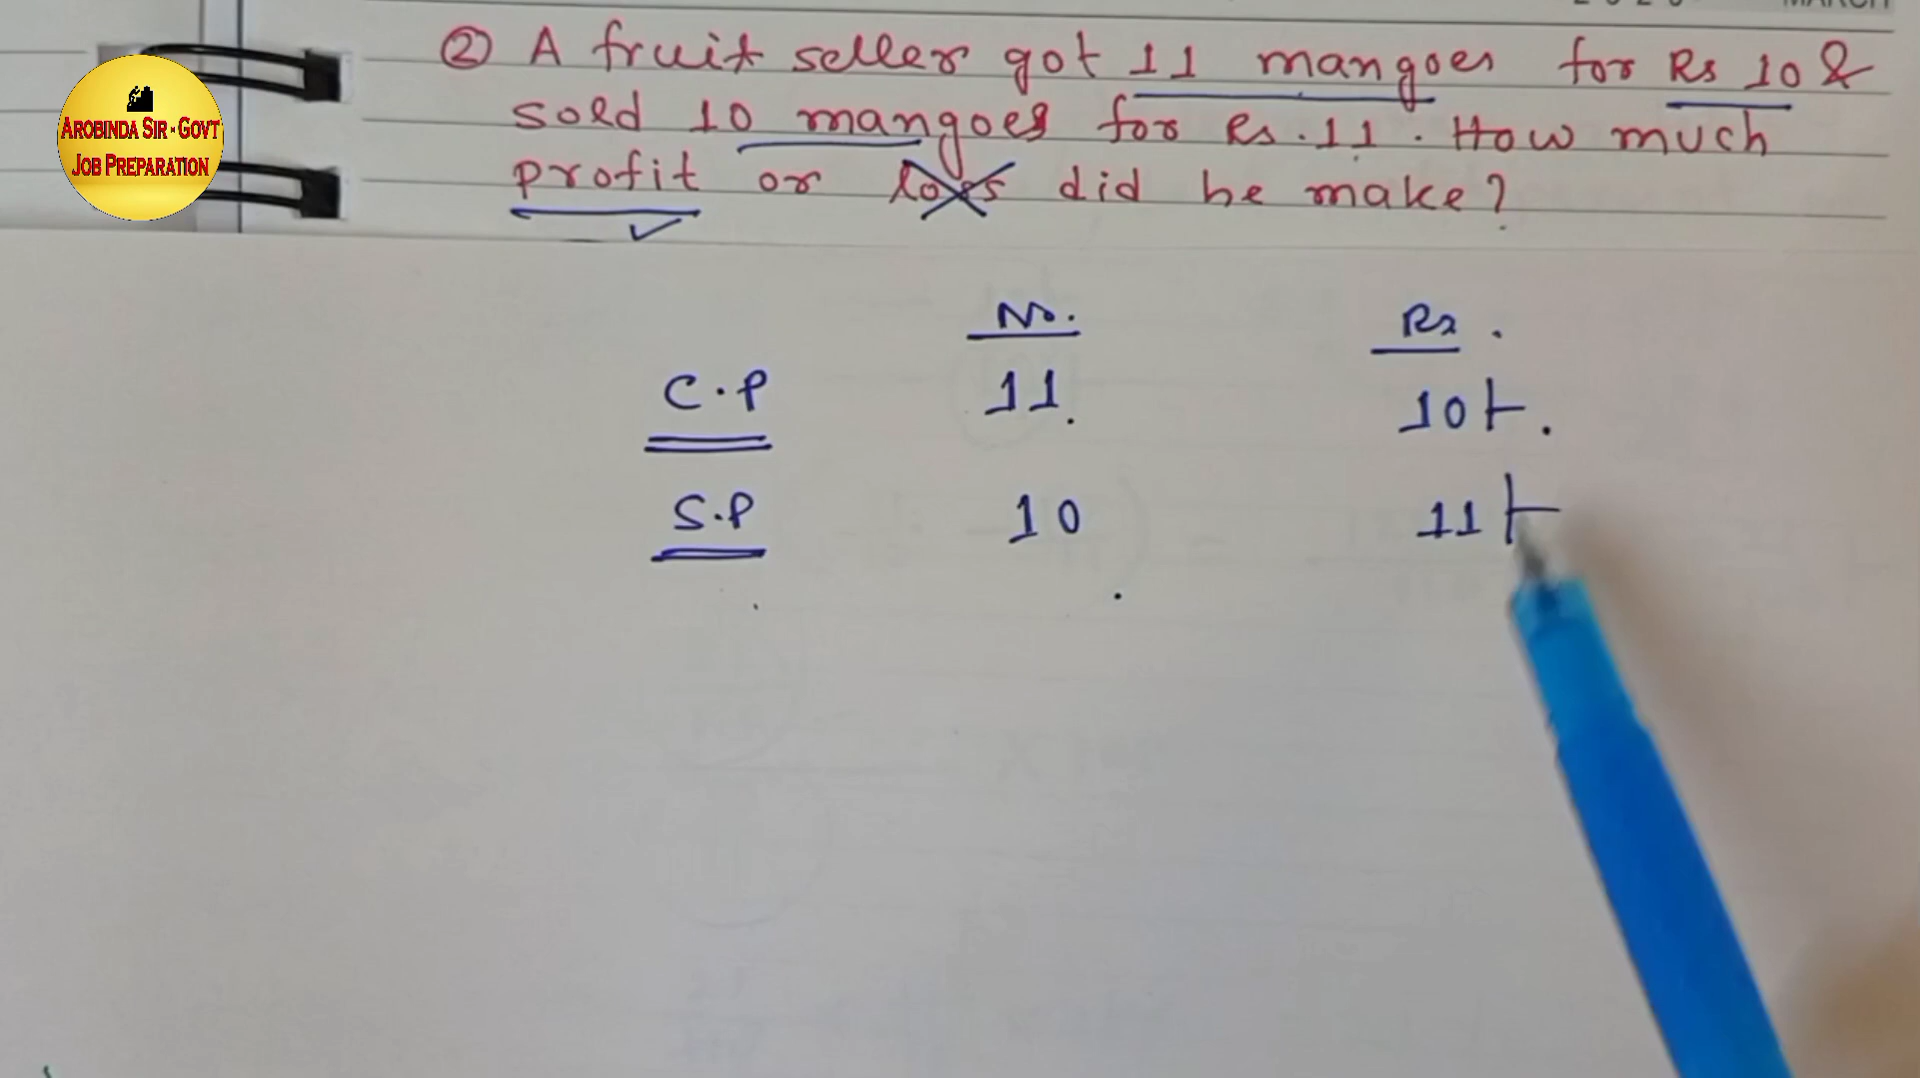 ② A fruit seller got 11 mangoes for Rs 10 &
sold 10 mangoes for Rs.11. How much
profit or loss did he make?
AROBINDA SIR - GOVT
JOB PREPARATION
No. Rs.
C.P 11. 10/-.
S.P 10 11/-